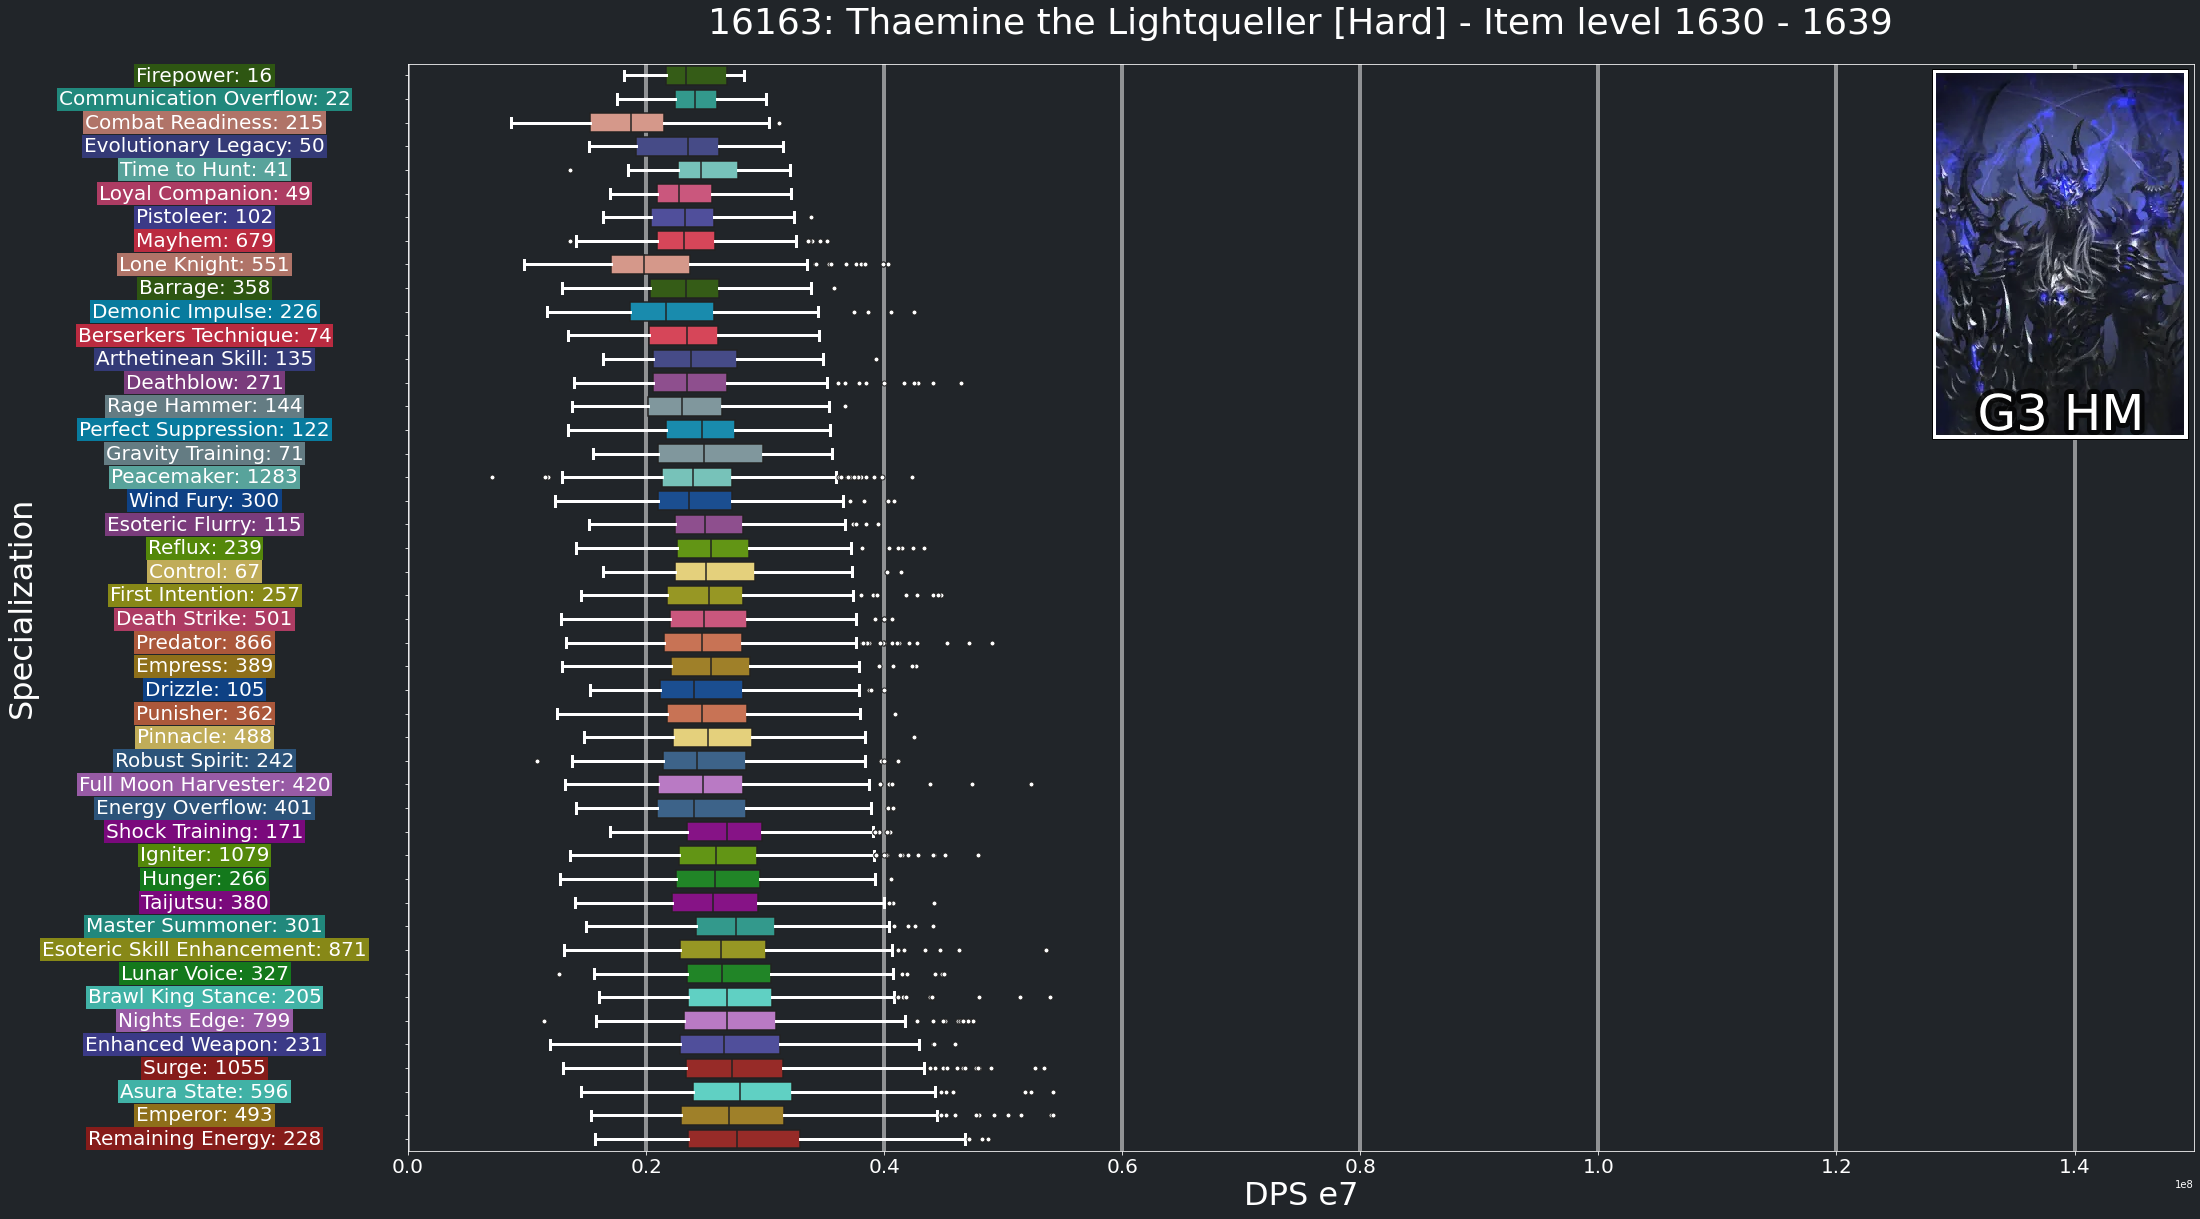 16163: Thaemine the Lightqueller [Hard] - Item level 1630 - 1639
Firepower: 16
Communication Overflow: 22
Combat Readiness: 215
Evolutionary Legacy: 50
Time to Hunt: 41
Loyal Companion: 49
Pistoleer: 102
Mayhem: 679
Lone Knight: 551
Barrage: 358
Demonic Impulse: 226
Berserkers Technique: 74
Arthetinean Skill: 135
Deathblow: 271
Rage Hammer: 144
Perfect Suppression: 122
Gravity Training: 71
Peacemaker: 1283
Wind Fury: 300
Esoteric Flurry: 115
Reflux: 239
Control: 67
First Intention: 257
Death Strike: 501
Predator: 866
Empress: 389
Drizzle: 105
Punisher: 362
Pinnacle: 488
Robust Spirit: 242
Full Moon Harvester: 420
Energy Overflow: 401
Shock Training: 171
Igniter: 1079
Hunger: 266
Taijutsu: 380
Master Summoner: 301
Esoteric Skill Enhancement: 871
Lunar Voice: 327
Brawl King Stance: 205
Nights Edge: 799
Enhanced Weapon: 231
Surge: 1055
Asura State: 596
Emperor: 493
Remaining Energy: 228
Specialization
G3 HM
0.0 0.2 0.4 0.6 0.8 1.0 1.2 1.4
1e8
DPS e7